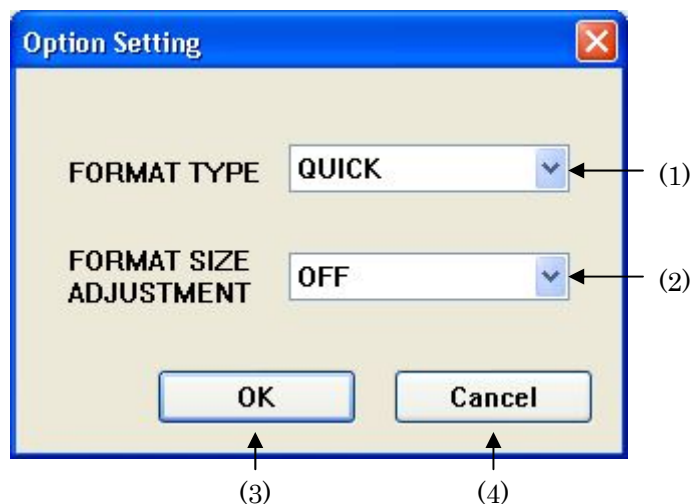 Option Setting
FORMAT TYPE QUICK (1)
FORMAT SIZE
ADJUSTMENT OFF (2)
OK Cancel
(3) (4)